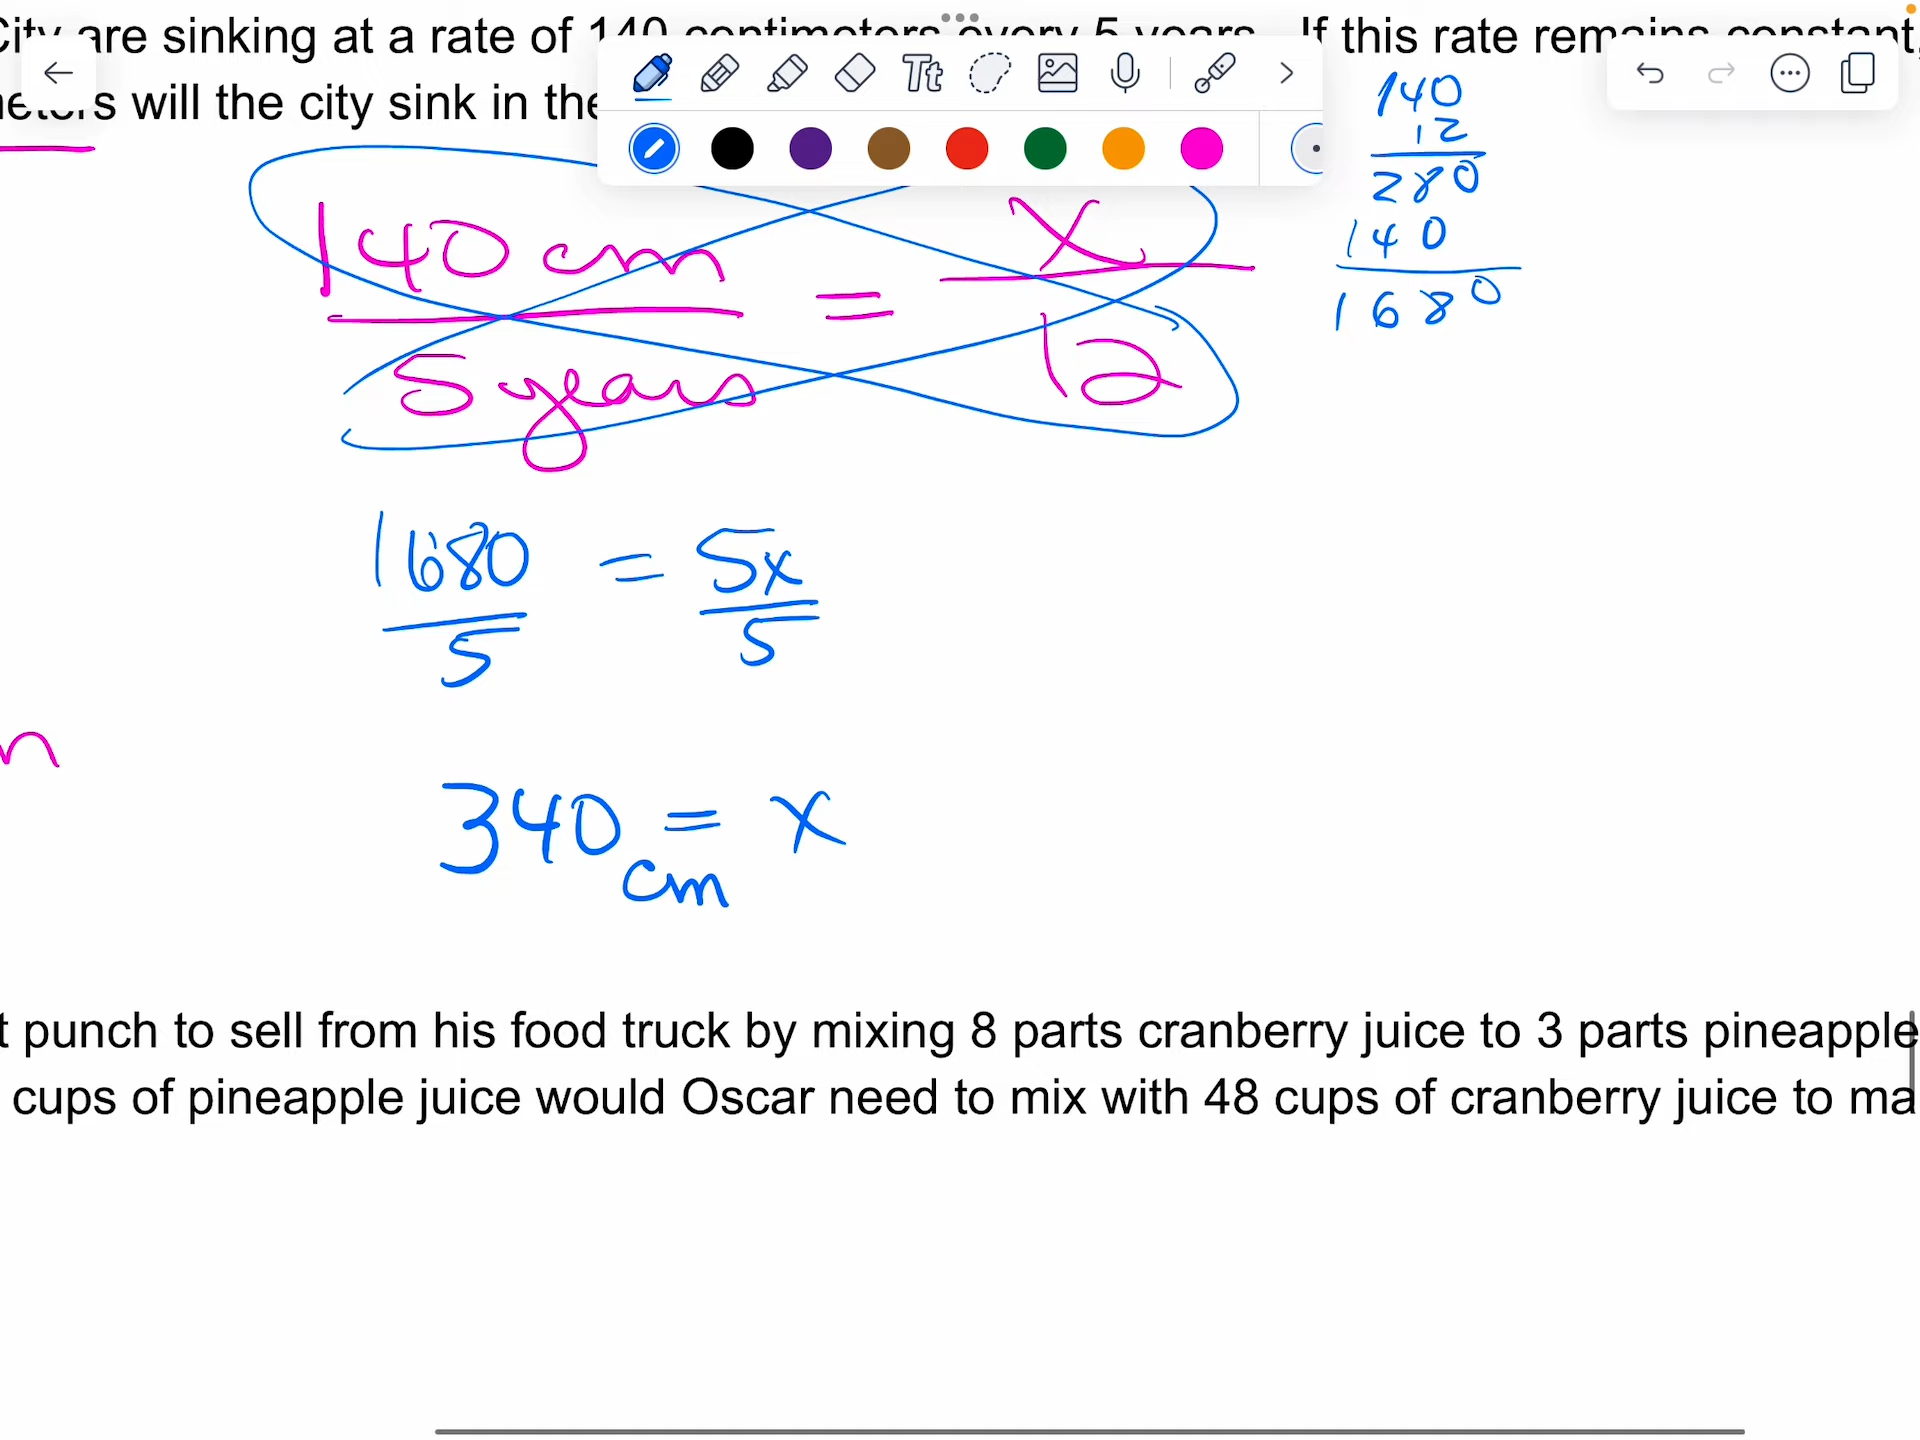 City are sinking at a rate of 140 centimeters every 5 years. If this rate remains constant,
meters will the city sink in the
Tt
140
12
280
140
1680
140 cm = x
5 years 12
1680 = 5x
5 5
340 cm = x
t punch to sell from his food truck by mixing 8 parts cranberry juice to 3 parts pineapple
cups of pineapple juice would Oscar need to mix with 48 cups of cranberry juice to ma